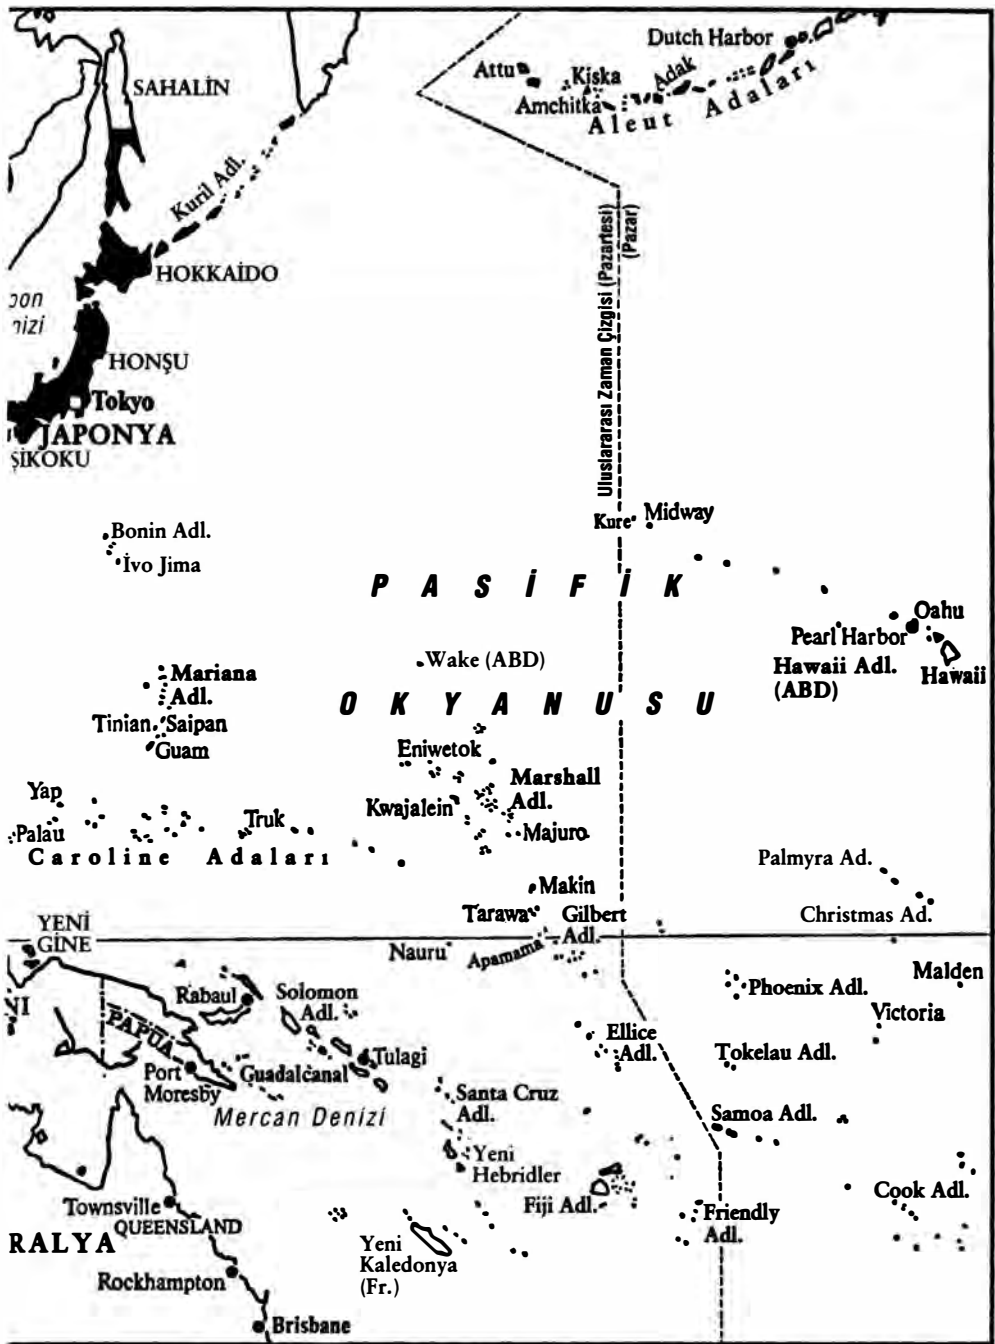 Dutch Harbor
Attu
Kiska
Adak
Amchitka
Aleut Adaları
SAHALİN
Kuril Adl.
Uluslararası Zaman Çizgisi (Pazartesi)
(Pazar)
HOKKAİDO
pon
nizi
HONŞU
Tokyo
JAPONYA
ŞİKOKU
Kure
Midway
Bonin Adl.
İvo Jima
PASİFİK
Oahu
Pearl Harbor
Hawaii Adl.
(ABD)
Hawaii
Wake (ABD)
Mariana
Adl.
OKYANUSU
Tinian
Saipan
Guam
Eniwetok
Marshall
Adl.
Yap
Kwajalein
Truk
Majuro
Palau
Caroline Adaları
Palmyra Ad.
Makin
Tarawa
Gilbert
Adl.
Christmas Ad.
YENİ
GİNE
Nauru
Apamama
Malden
Phoenix Adl.
Rabaul
Solomon
Adl.
Victoria
PAPUA
Ellice
Adl.
Tulagi
Tokelau Adl.
Port
Moresby
Guadalcanal
Santa Cruz
Adl.
Samoa Adl.
Mercan Denizi
Yeni
Hebridler
Fiji Adl.
Cook Adl.
Townsville
QUEENSLAND
Friendly
Adl.
RALYA
Yeni
Kaledonya
(Fr.)
Rockhampton
Brisbane